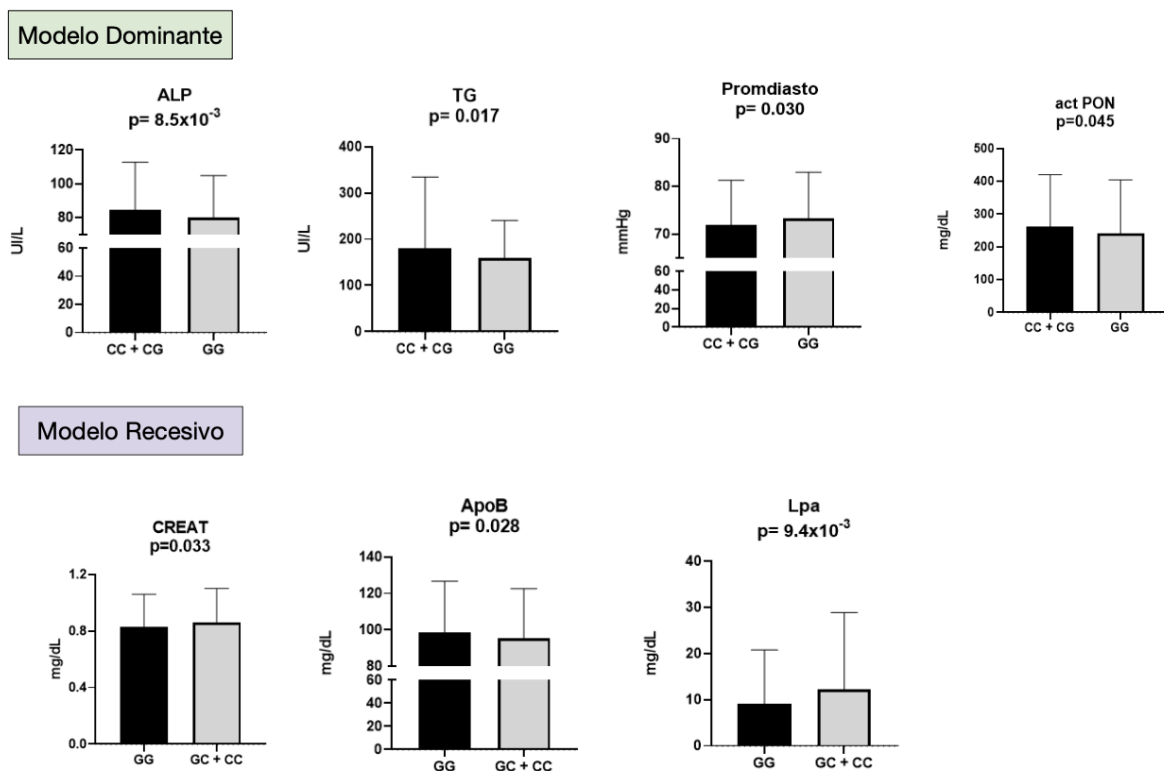 Modelo Dominante
ALP
p= 8.5x10⁻³
UI/L
120
100
80
60
40
20
0
CC + CG
GG
TG
p= 0.017
UI/L
400
300
200
100
0
CC + CG
GG
Promdiasto
p= 0.030
mmHg
90
80
70
60
40
20
0
CC + CG
GG
act PON
p=0.045
mg/dL
500
400
300
200
100
0
CC + CG
GG
Modelo Recesivo
CREAT
p=0.033
mg/dL
1.2
0.8
0.4
0.0
GG
GC + CC
ApoB
p= 0.028
mg/dL
140
120
100
80
60
40
20
0
GG
GC + CC
Lpa
p= 9.4x10⁻³
mg/dL
40
30
20
10
0
GG
GC + CC